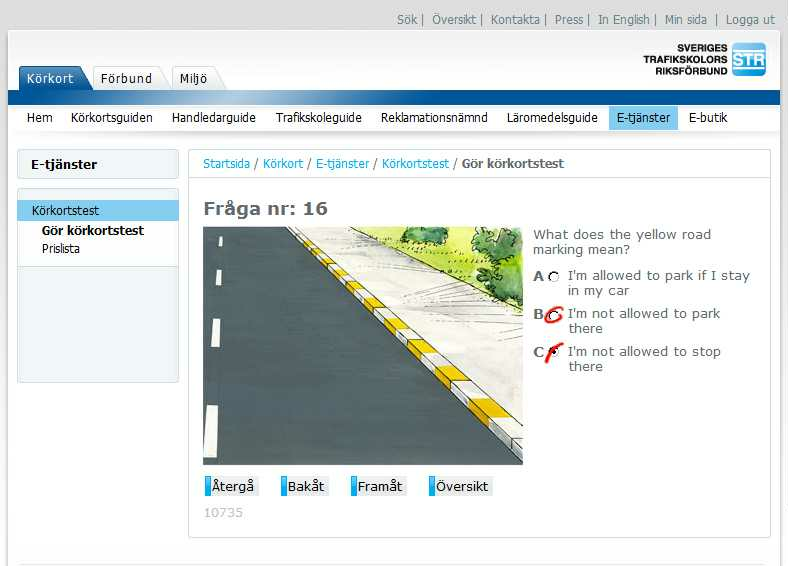 Sök | Översikt | Kontakta | Press | In English | Min sida | Logga ut
SVERIGES
TRAFIKSKOLORS
RIKSFÖRBUND
STR
Körkort Förbund Miljö
Hem Körkortsguiden Handledarguide Trafikskoleguide Reklamationsnämnd Läromedelsguide E-tjänster E-butik
E-tjänster
Körkortstest
Gör körkortstest
Prislista
Startsida / Körkort / E-tjänster / Körkortstest / Gör körkortstest
Fråga nr: 16
What does the yellow road
marking mean?
A I'm allowed to park if I stay
in my car
B I'm not allowed to park
there
C I'm not allowed to stop
there
Återgå Bakåt Framåt Översikt
10735